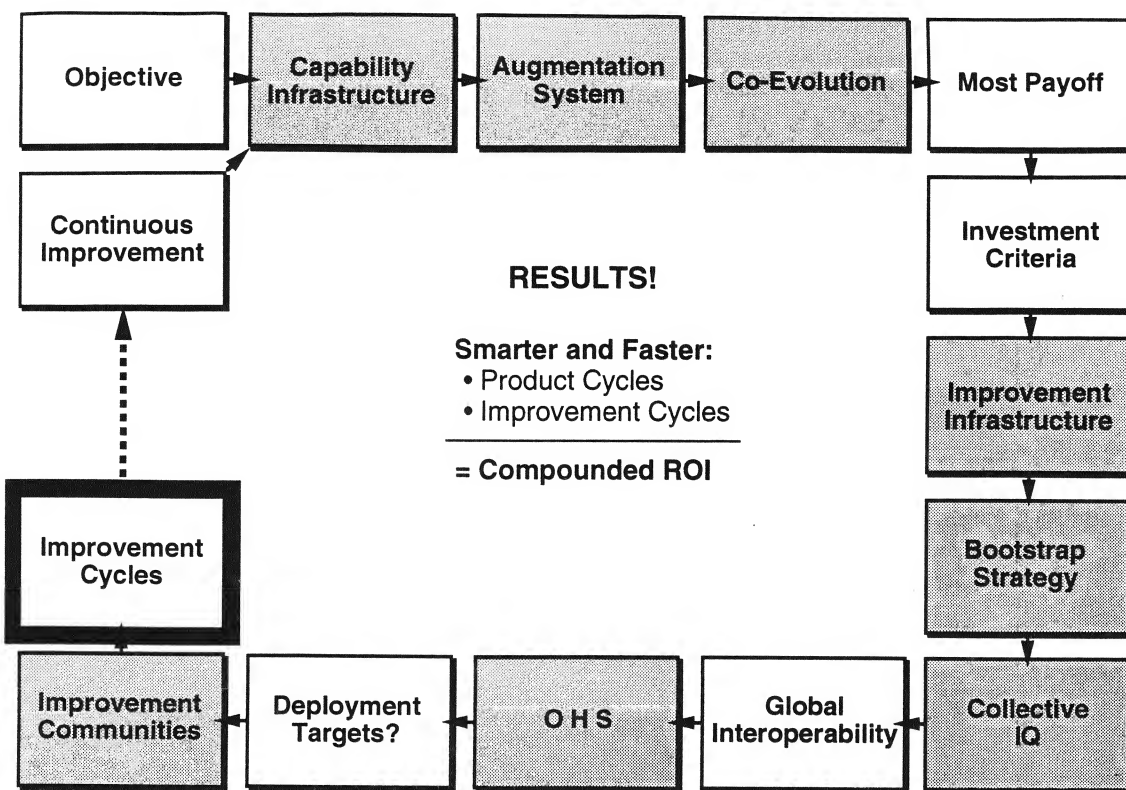 Objective
Capability
Infrastructure
Augmentation
System
Co-Evolution
Most Payoff
Continuous
Improvement
Investment
Criteria
RESULTS!
Smarter and Faster:
• Product Cycles
• Improvement Cycles
= Compounded ROI
Improvement
Infrastructure
Improvement
Cycles
Bootstrap
Strategy
Improvement
Communities
Deployment
Targets?
O H S
Global
Interoperability
Collective
IQ